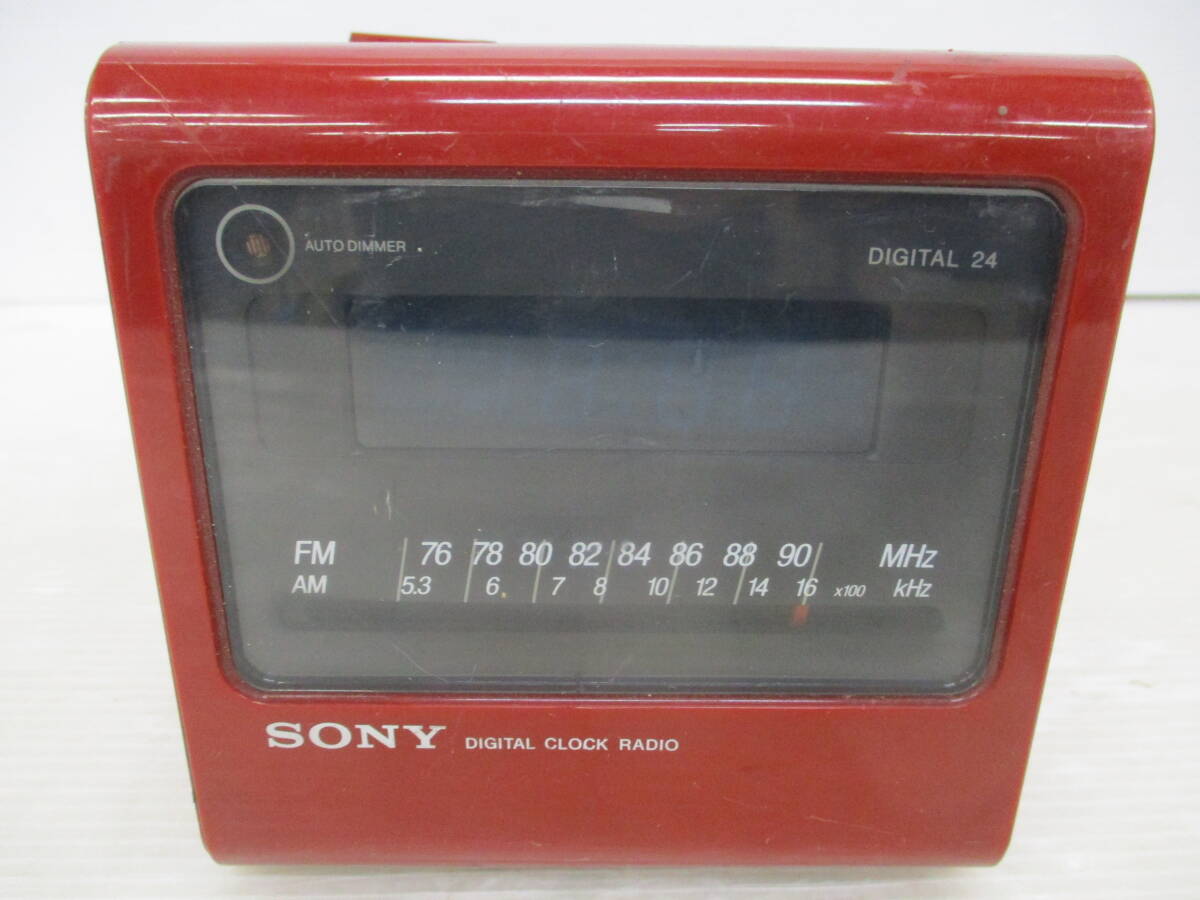 AUTO DIMMER
DIGITAL 24
FM 76 78 80 82 84 86 88 90 MHz
AM 5.3 6 7 8 10 12 14 16 x100 kHz
SONY DIGITAL CLOCK RADIO